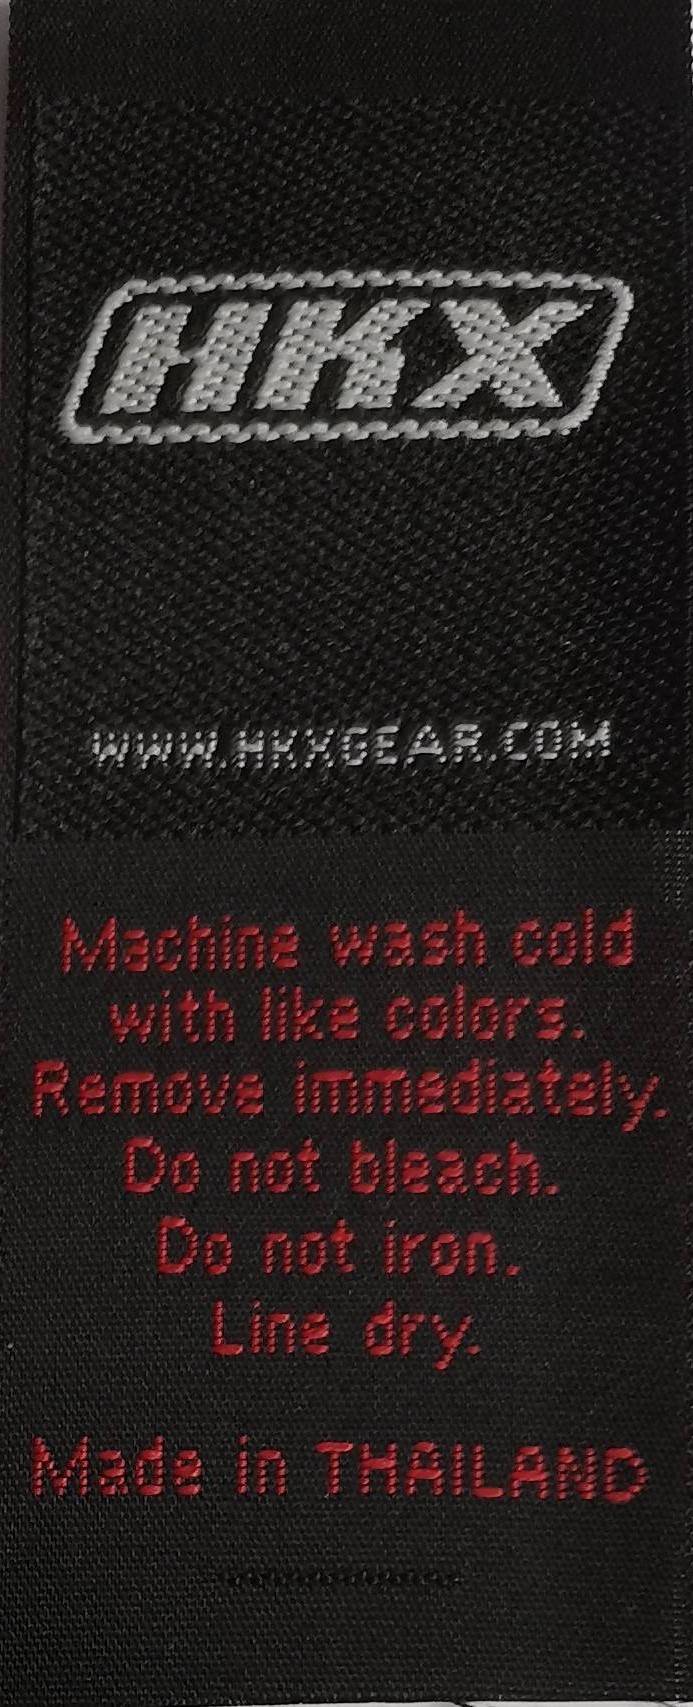 HKX
WWW.HKXGEAR.COM
Machine wash cold
with like colors.
Remove immediately.
Do not bleach.
Do not iron.
Line dry.
Made in THAILAND